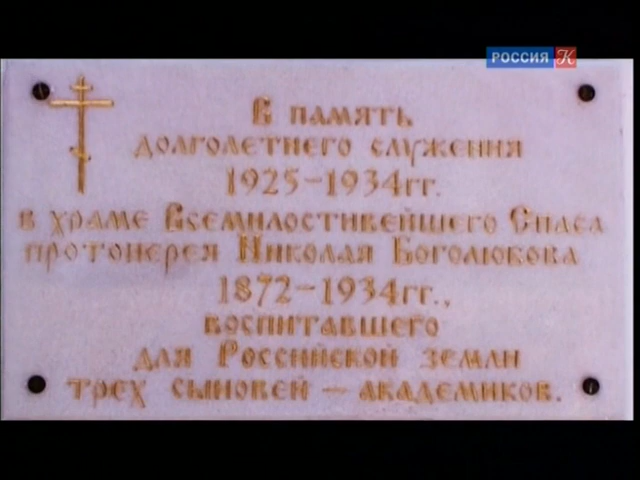 РОССИЯ К
В ПАМЯТЬ
ДОЛГОЛЕТНЕГО СЛУЖЕНИЯ
1925-1934гг.
В ХРАМЕ ВСЕМИЛОСТИВЕЙШЕГО СПАСА
ПРОТОИЕРЕЯ НИКОЛАЯ БОГОЛЮБОВА
1872-1934гг.,
ВОСПИТАВШЕГО
ДЛЯ РОССИЙСКОЙ ЗЕМЛИ
ТРЕХ СЫНОВЕЙ — АКАДЕМИКОВ.